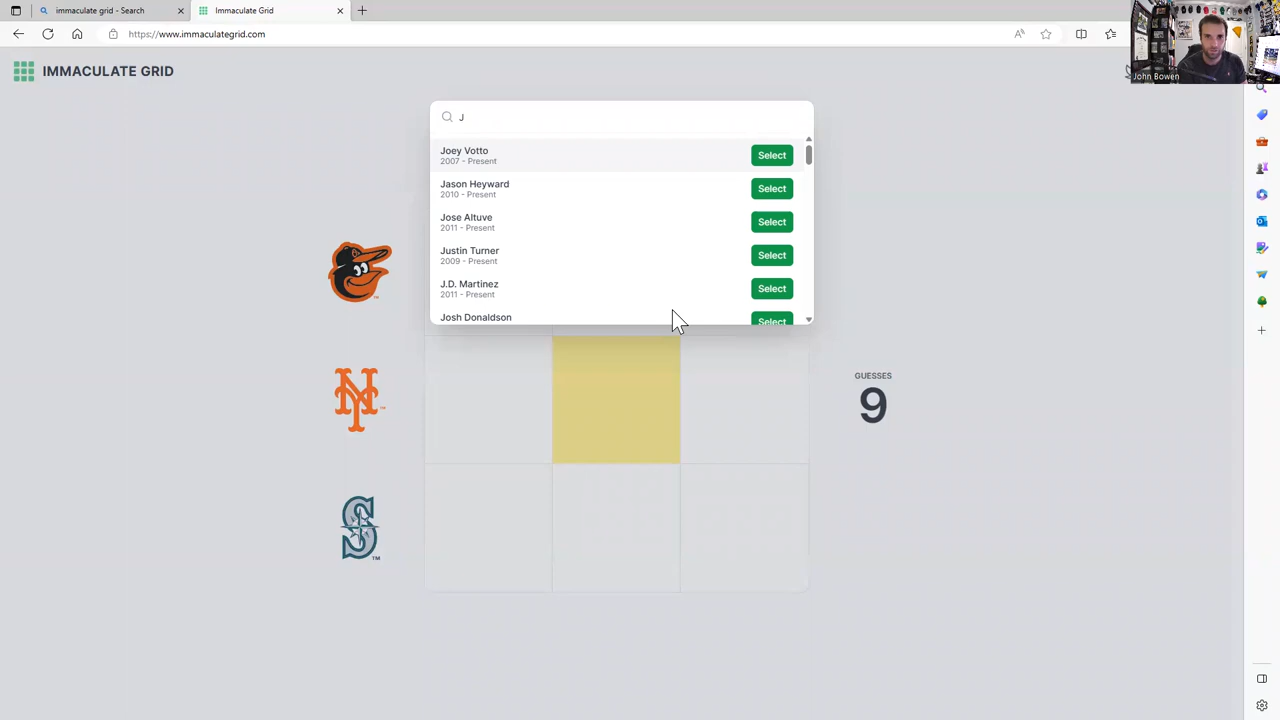 immaculate grid - Search
Immaculate Grid
https://www.immaculategrid.com
John Bowen
IMMACULATE GRID
J
Joey Votto
2007 - Present
Select
Jason Heyward
2010 - Present
Select
Jose Altuve
2011 - Present
Select
Justin Turner
2009 - Present
Select
J.D. Martinez
2011 - Present
Select
Josh Donaldson
Select
NY
GUESSES
9
S